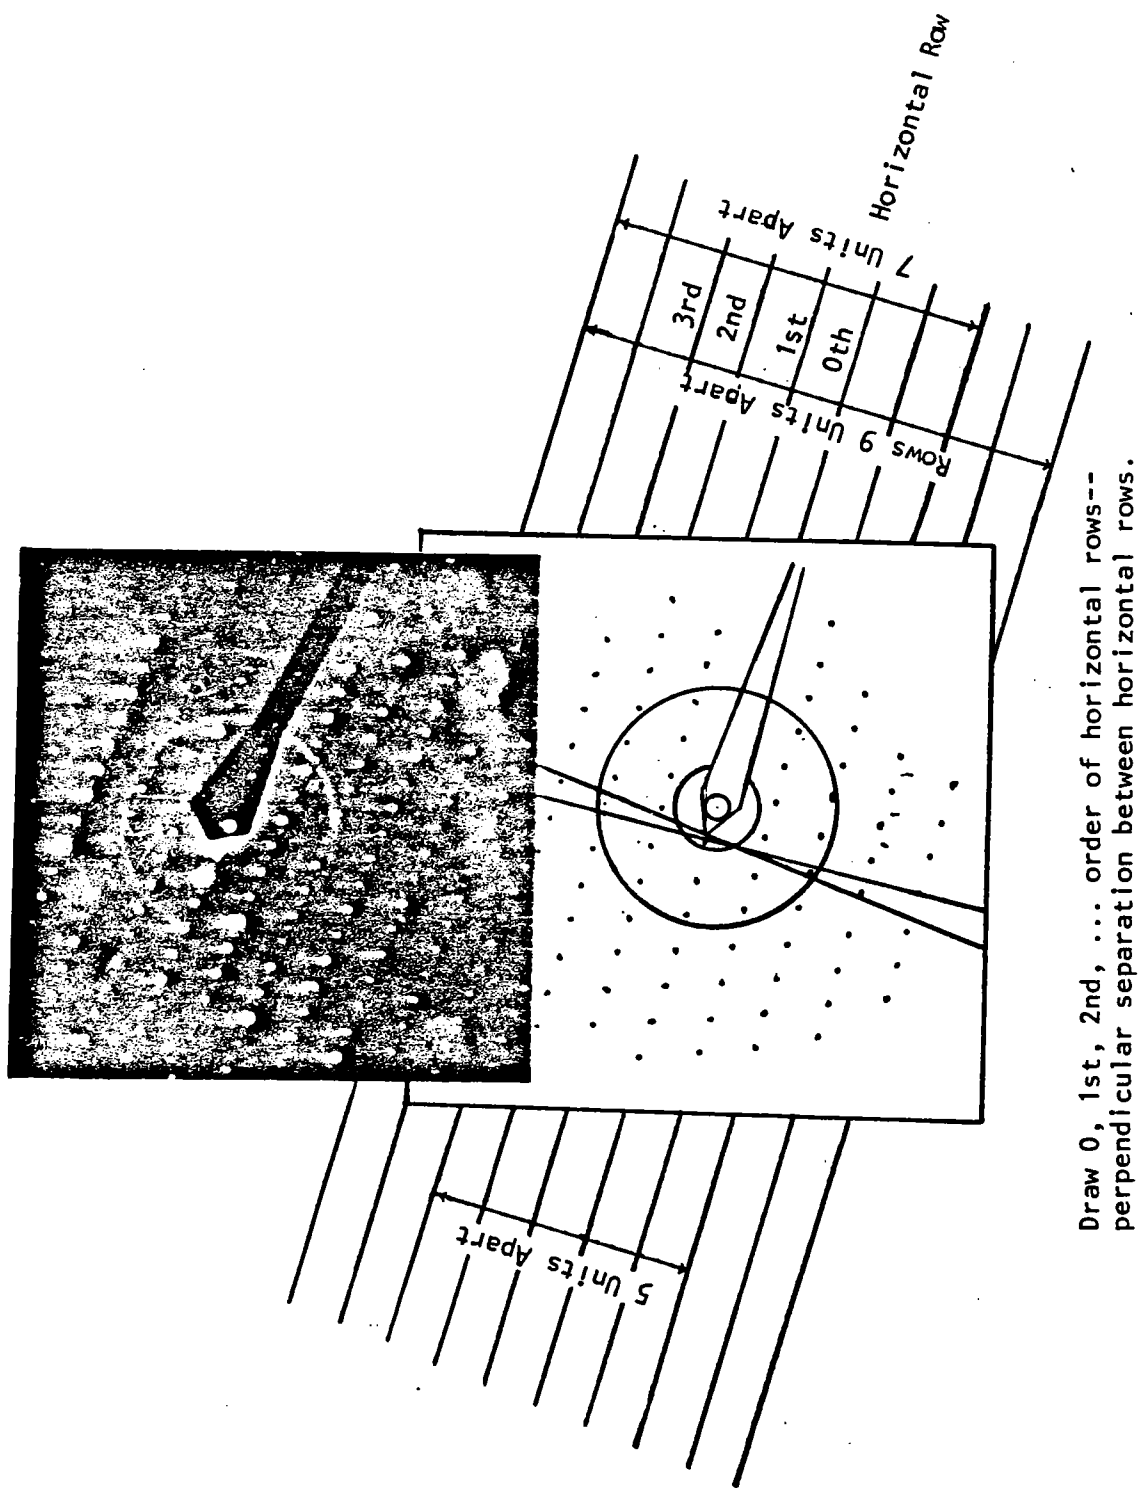 Horizontal Row
7 Units Apart
3rd
2nd
1st
0th
Rows 9 Units Apart
5 Units Apart
Draw 0, 1st, 2nd, ... order of horizontal rows--
perpendicular separation between horizontal rows.